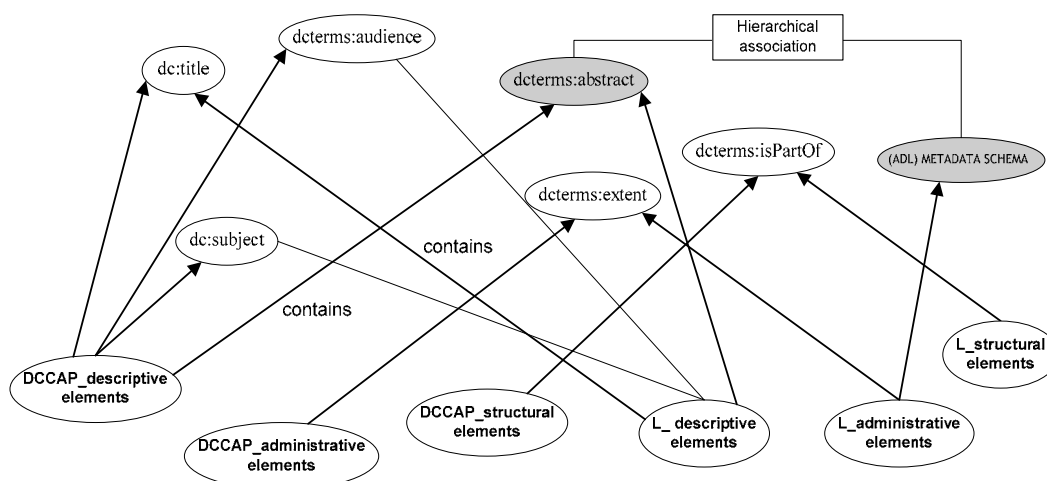 Hierarchical
association
dcterms:audience
dc:title
dcterms:abstract
dcterms:isPartOf
(ADL) METADATA SCHEMA
dcterms:extent
dc:subject
contains
contains
L_structural
elements
DCCAP_descriptive
elements
DCCAP_structural
elements
L_ descriptive
elements
L_administrative
elements
DCCAP_administrative
elements